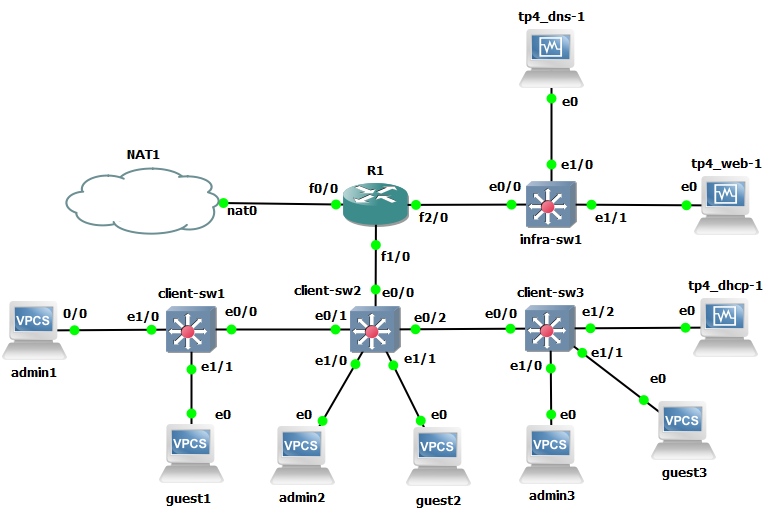 tp4_dns-1
e0
NAT1
e1/0
tp4_web-1
R1
f0/0
e0/0
e0
nat0
f2/0
e1/1
infra-sw1
f1/0
client-sw1
client-sw2
e0/0
client-sw3
tp4_dhcp-1
VPCS
0/0
e1/0
e0/0
e0/1
e0/2
e0/0
e1/2
e0
admin1
e1/1
e1/0
e1/1
e1/0
e1/1
e0
e0
e0
e0
e0
e0
VPCS
VPCS
VPCS
VPCS
VPCS
guest1
admin2
guest2
admin3
guest3